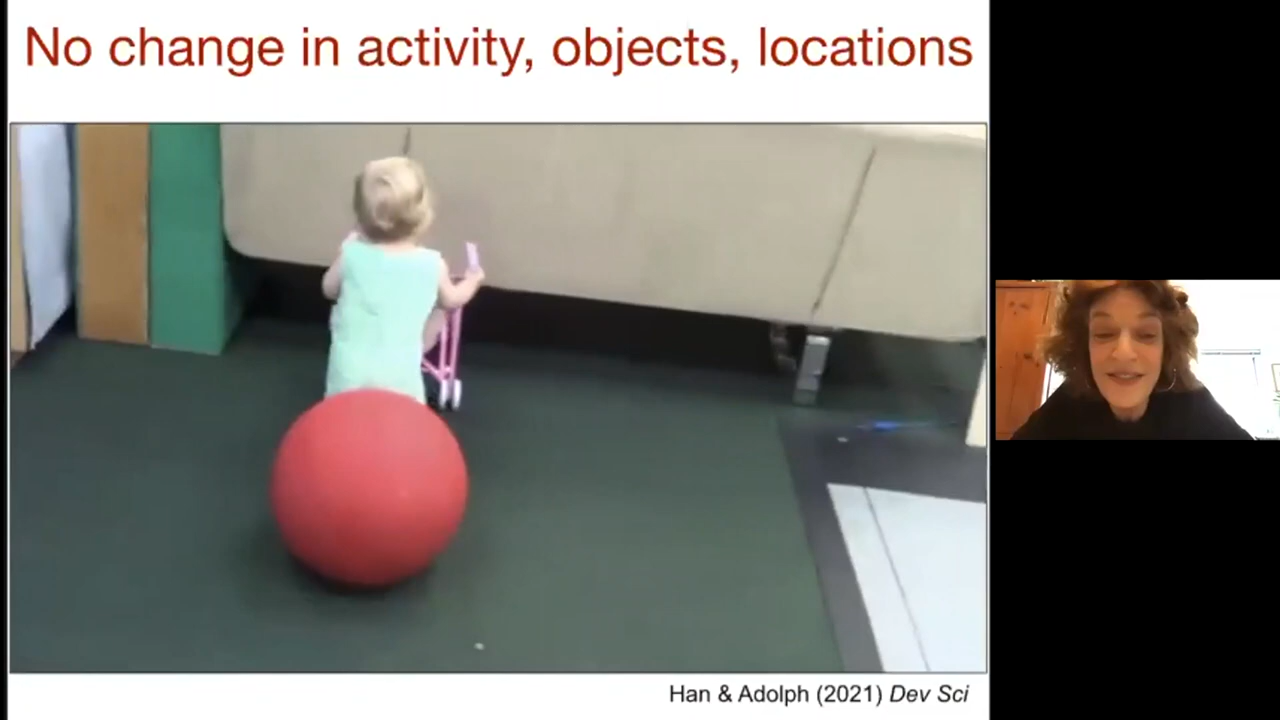 No change in activity, objects, locations
Han & Adolph (2021) Dev Sci